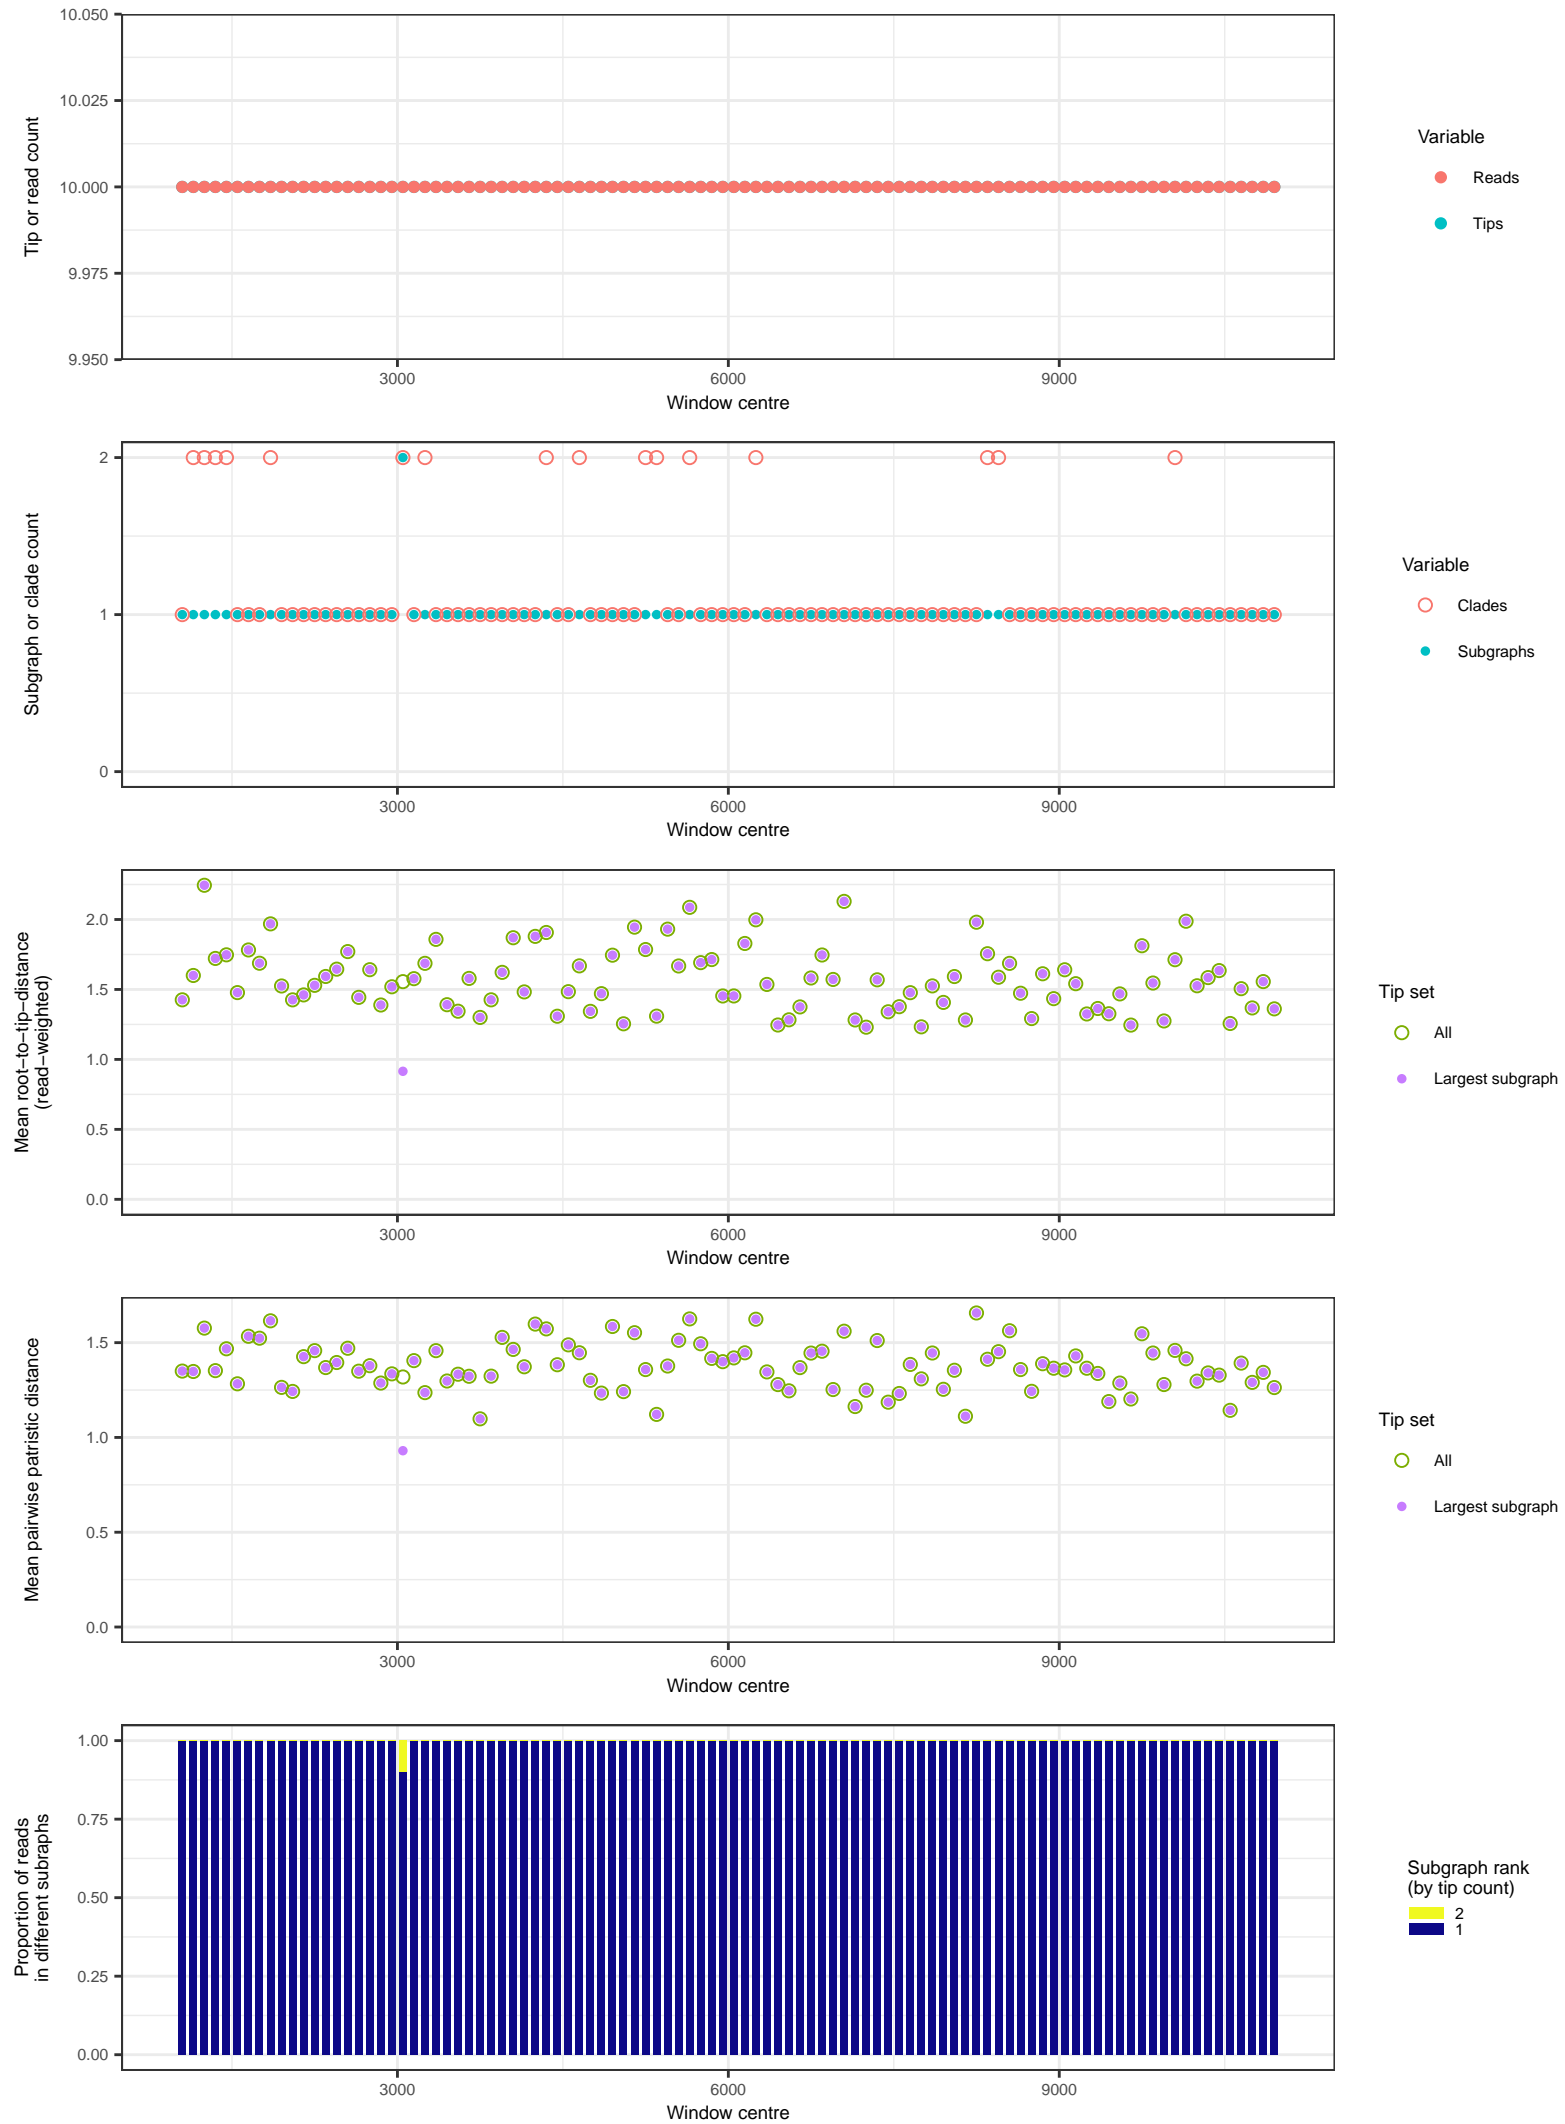 10.050
10.025
10.000
9.975
9.950
Tip or read count
3000
6000
9000
Window centre
Variable
Reads
Tips
2
1
0
Subgraph or clade count
3000
6000
9000
Window centre
Variable
Clades
Subgraphs
2.0
1.5
1.0
0.5
0.0
Mean root−to−tip−distance
(read−weighted)
3000
6000
9000
Window centre
Tip set
All
Largest subgraph
1.5
1.0
0.5
0.0
Mean pairwise patristic distance
3000
6000
9000
Window centre
Tip set
All
Largest subgraph
1.00
0.75
0.50
0.25
0.00
Proportion of reads
in different subraphs
3000
6000
9000
Window centre
Subgraph rank
(by tip count)
2
1